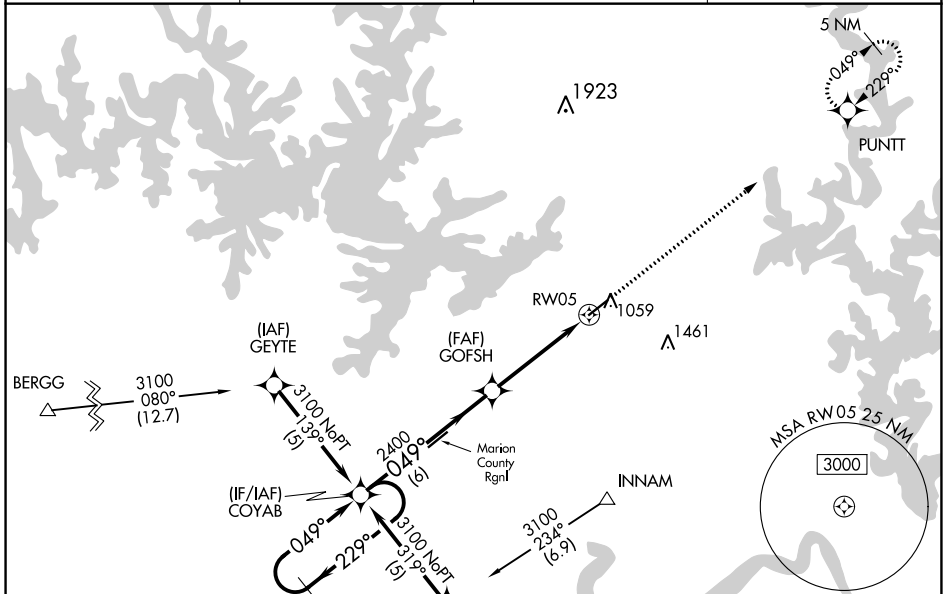 5 NM
049°
229°
PUNTT
1923
RW05
1059
1461
(IAF)
GEYTE
(FAF)
GOFSH
BERGG
3100
080°
(12.7)
3100 NoPT
139°
(5)
2400
049°
(6)
Marion
County
Rgnl
MSA RW05 25 NM
3000
(IF/IAF)
COYAB
INNAM
3100
234°
(6.9)
049°
229°
3100 NoPT
319°
(5)